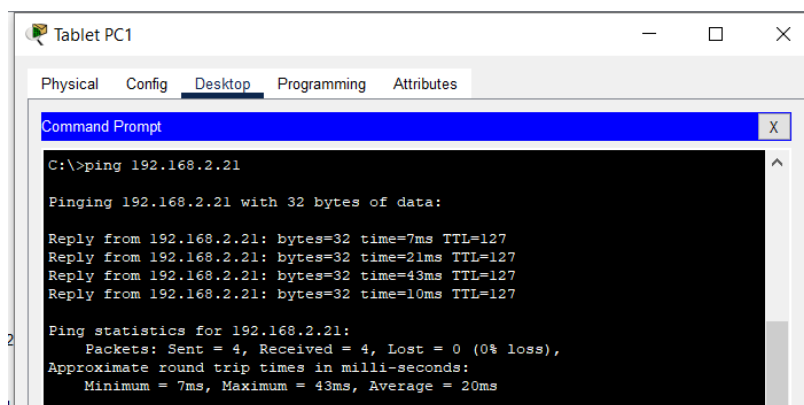 Tablet PC1
Physical Config Desktop Programming Attributes
Command Prompt
X
C:\>ping 192.168.2.21
Pinging 192.168.2.21 with 32 bytes of data:
Reply from 192.168.2.21: bytes=32 time=7ms TTL=127
Reply from 192.168.2.21: bytes=32 time=21ms TTL=127
Reply from 192.168.2.21: bytes=32 time=43ms TTL=127
Reply from 192.168.2.21: bytes=32 time=10ms TTL=127
Ping statistics for 192.168.2.21:
Packets: Sent = 4, Received = 4, Lost = 0 (0% loss),
Approximate round trip times in milli-seconds:
Minimum = 7ms, Maximum = 43ms, Average = 20ms